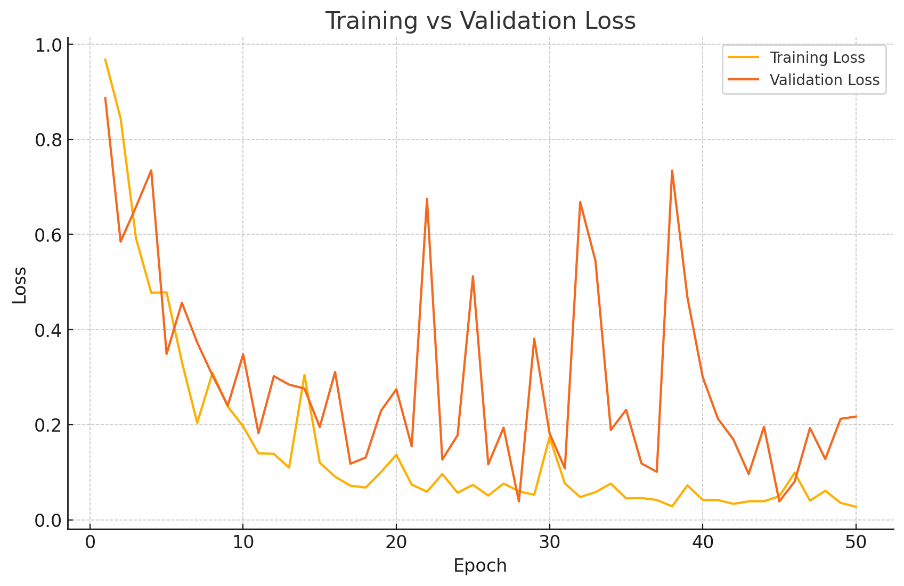 Training vs Validation Loss
1.0
0.8
0.6
0.4
0.2
0.0
Loss
Training Loss
Validation Loss
0 10 20 30 40 50
Epoch